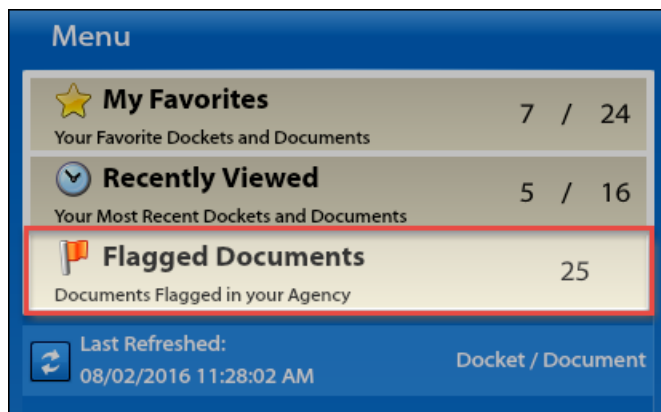 Menu
My Favorites 7 / 24
Your Favorite Dockets and Documents
Recently Viewed 5 / 16
Your Most Recent Dockets and Documents
Flagged Documents 25
Documents Flagged in your Agency
Last Refreshed:
08/02/2016 11:28:02 AM Docket / Document